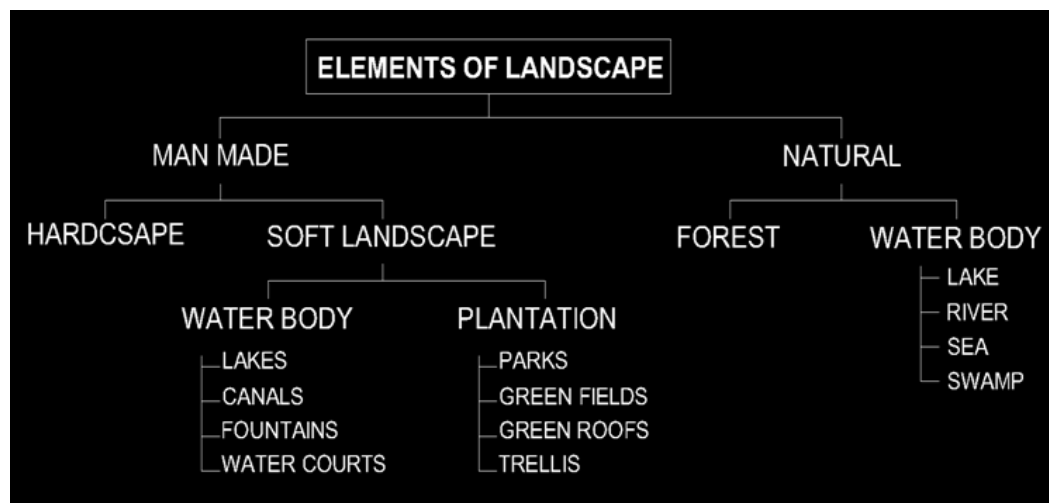 ELEMENTS OF LANDSCAPE
MAN MADE
NATURAL
HARDCSAPE
SOFT LANDSCAPE
FOREST
WATER BODY
LAKE
RIVER
SEA
SWAMP
WATER BODY
LAKES
CANALS
FOUNTAINS
WATER COURTS
PLANTATION
PARKS
GREEN FIELDS
GREEN ROOFS
TRELLIS